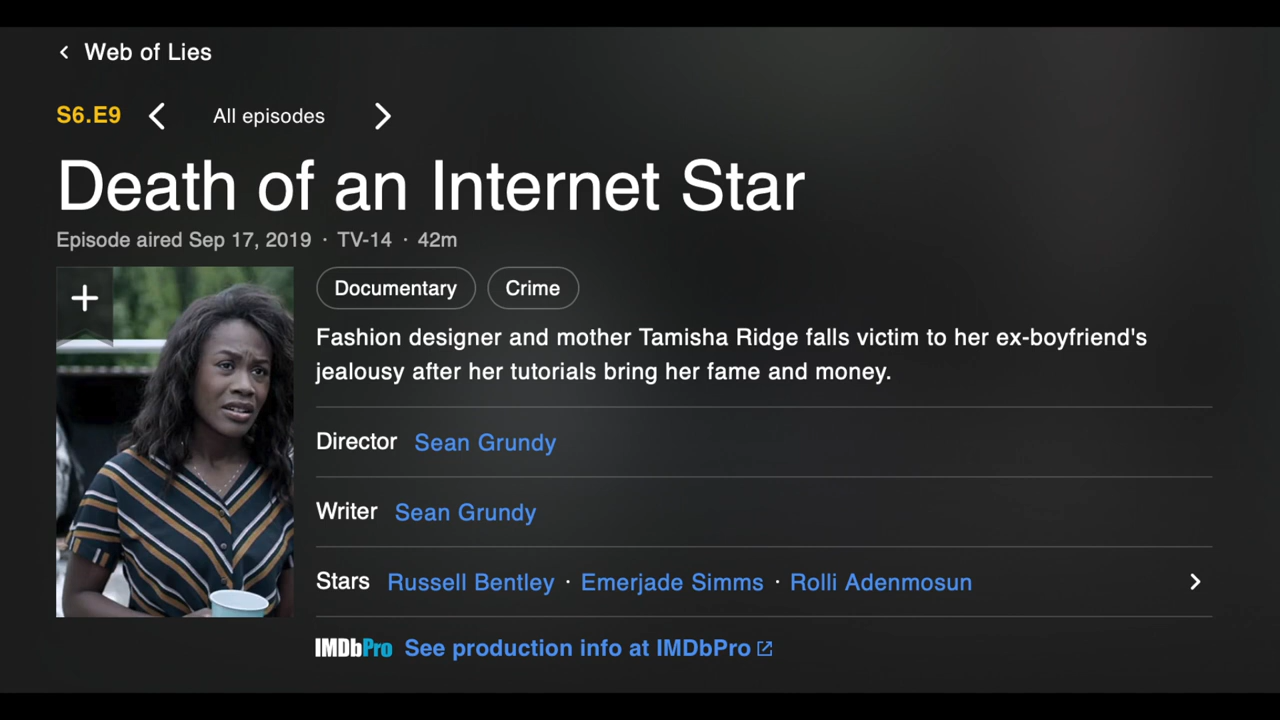 Web of Lies
S6.E9 All episodes
Death of an Internet Star
Episode aired Sep 17, 2019 · TV-14 · 42m
Documentary Crime
Fashion designer and mother Tamisha Ridge falls victim to her ex-boyfriend's
jealousy after her tutorials bring her fame and money.
Director Sean Grundy
Writer Sean Grundy
Stars Russell Bentley · Emerjade Simms · Rolli Adenmosun
IMDbPro See production info at IMDbPro